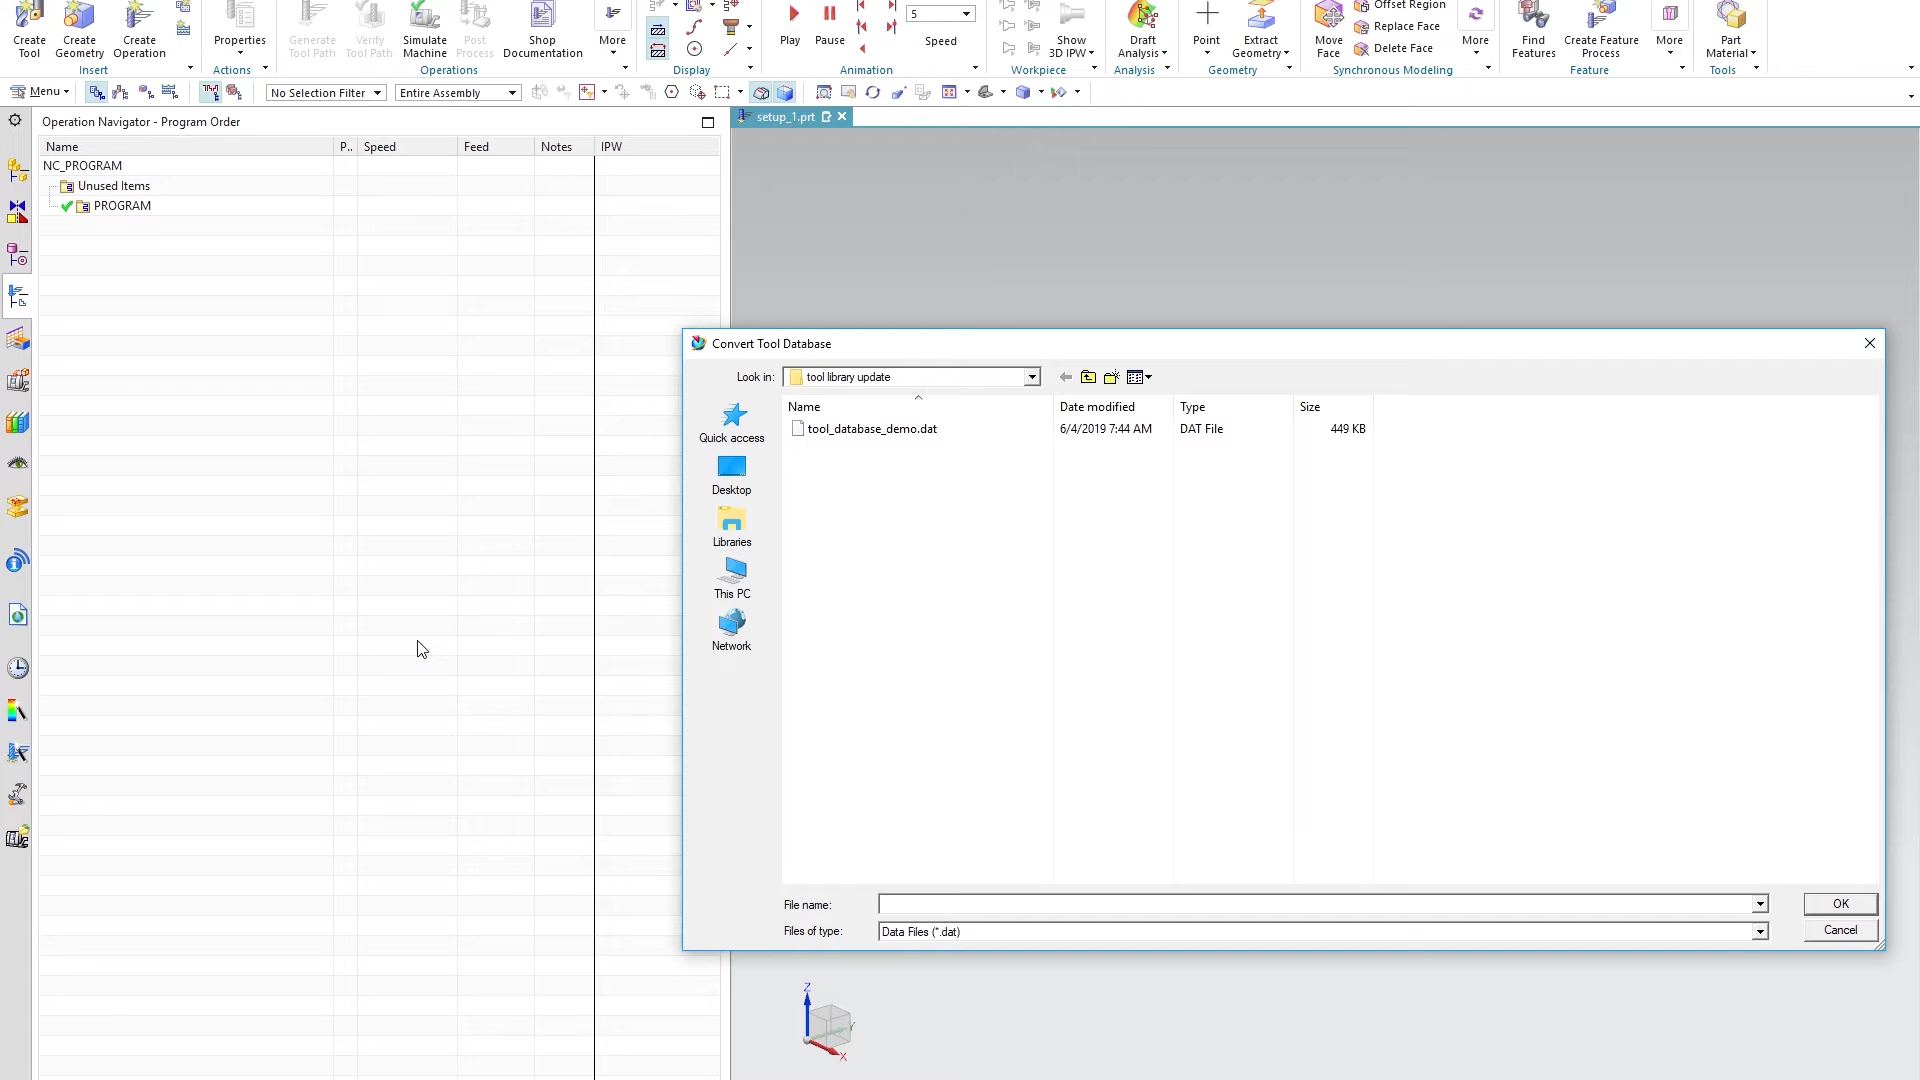 Create Tool
Create Geometry
Create Operation
Insert
Properties
Actions
Generate Tool Path
Verify Tool Path
Simulate Machine
Post Process
Shop Documentation
More
Operations
Display
Play
Pause
5
Speed
Animation
Show 3D IPW
Workpiece
Draft Analysis
Analysis
Point
Extract Geometry
Geometry
Move Face
Offset Region
Replace Face
Delete Face
More
Synchronous Modeling
Find Features
Create Feature Process
More
Feature
Part Material
Tools
Menu
No Selection Filter
Entire Assembly
Operation Navigator - Program Order
setup_1.prt
Name P.. Speed Feed Notes IPW
NC_PROGRAM
Unused Items
PROGRAM
Convert Tool Database
Look in: tool library update
Name Date modified Type Size
tool_database_demo.dat 6/4/2019 7:44 AM DAT File 449 KB
Quick access
Desktop
Libraries
This PC
Network
File name:
OK
Files of type: Data Files (*.dat)
Cancel
Z
Y
X